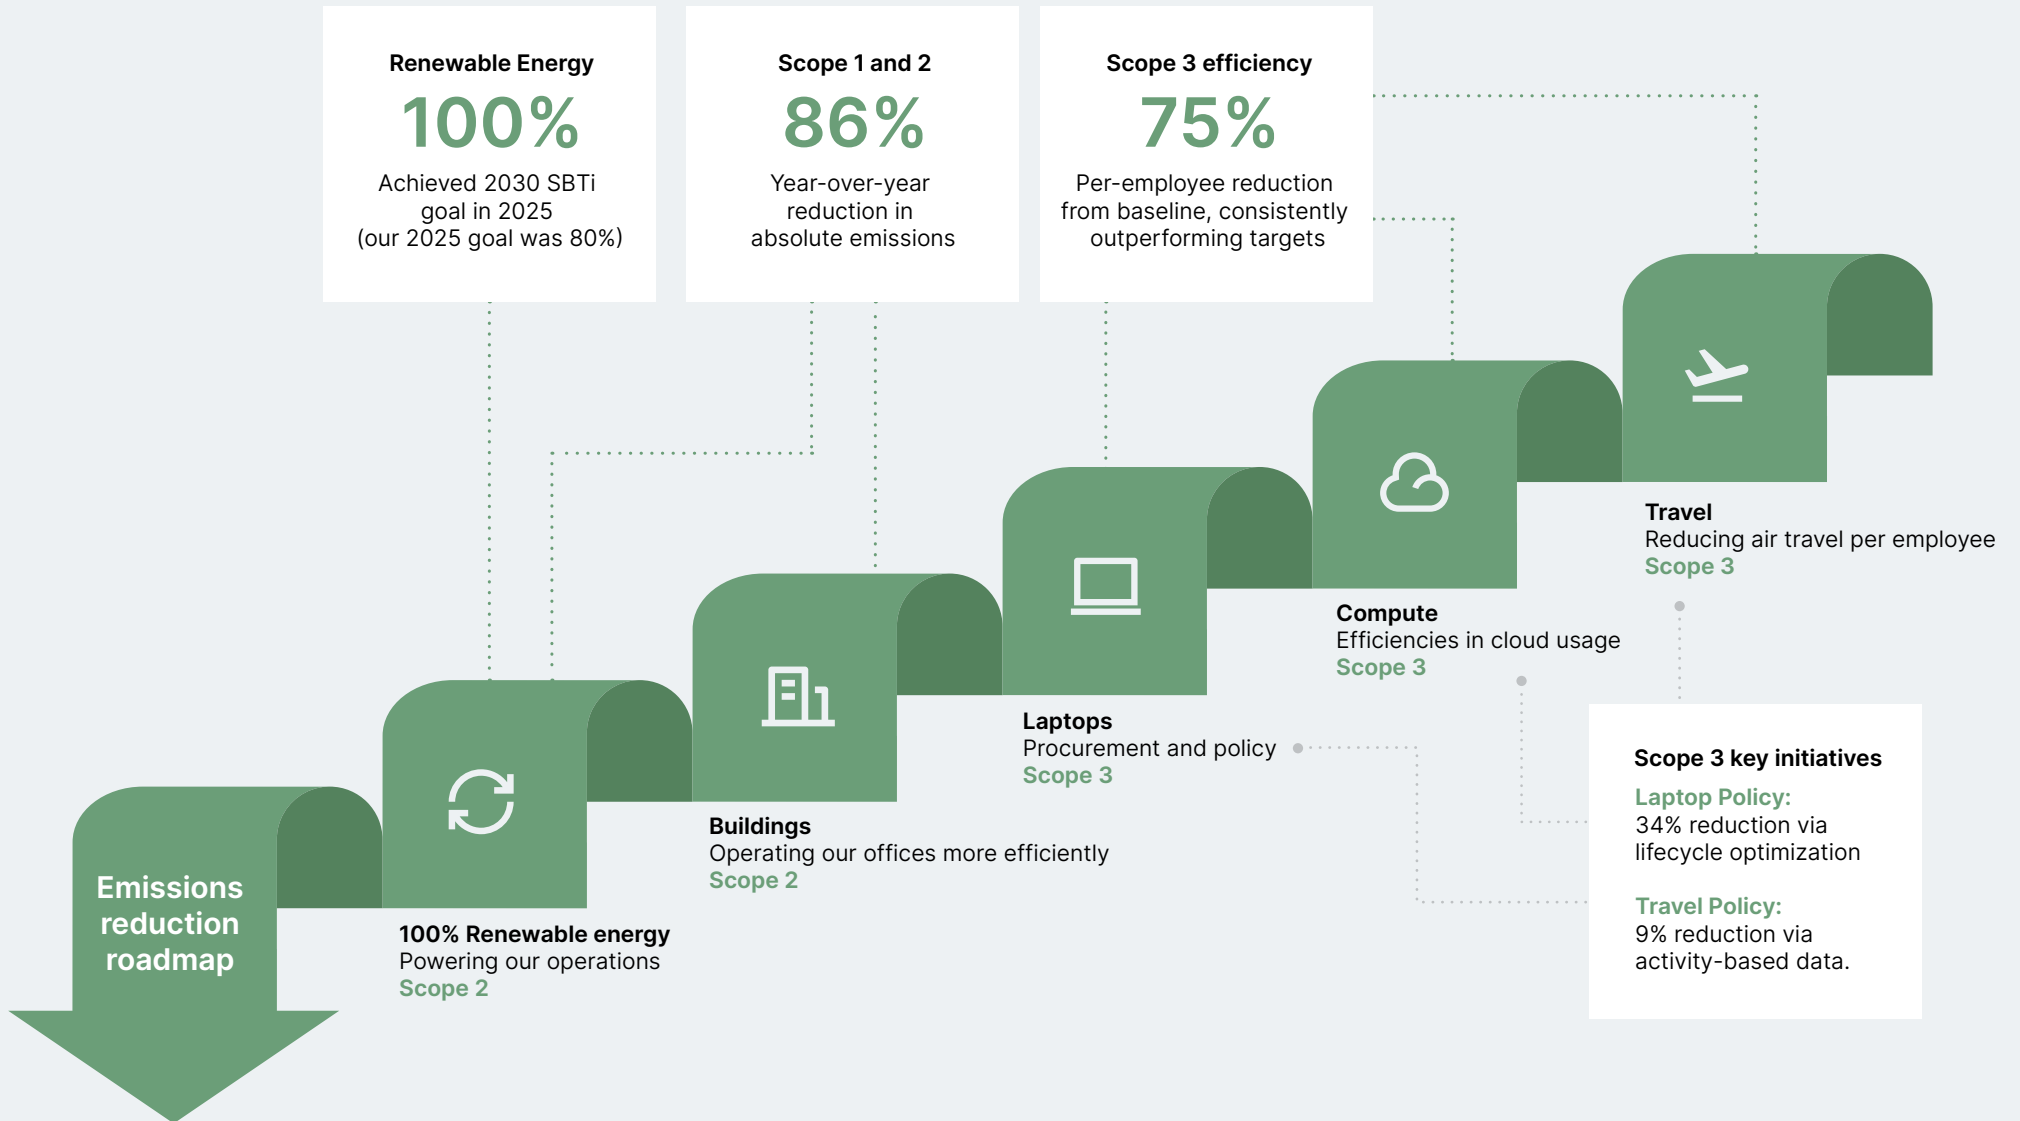 Renewable Energy
100%
Achieved 2030 SBTi
goal in 2025
(our 2025 goal was 80%)
Scope 1 and 2
86%
Year-over-year
reduction in
absolute emissions
Scope 3 efficiency
75%
Per-employee reduction
from baseline, consistently
outperforming targets
Emissions
reduction
roadmap
100% Renewable energy
Powering our operations
Scope 2
Buildings
Operating our offices more efficiently
Scope 2
Laptops
Procurement and policy
Scope 3
Compute
Efficiencies in cloud usage
Scope 3
Travel
Reducing air travel per employee
Scope 3
Scope 3 key initiatives
Laptop Policy:
34% reduction via
lifecycle optimization
Travel Policy:
9% reduction via
activity-based data.